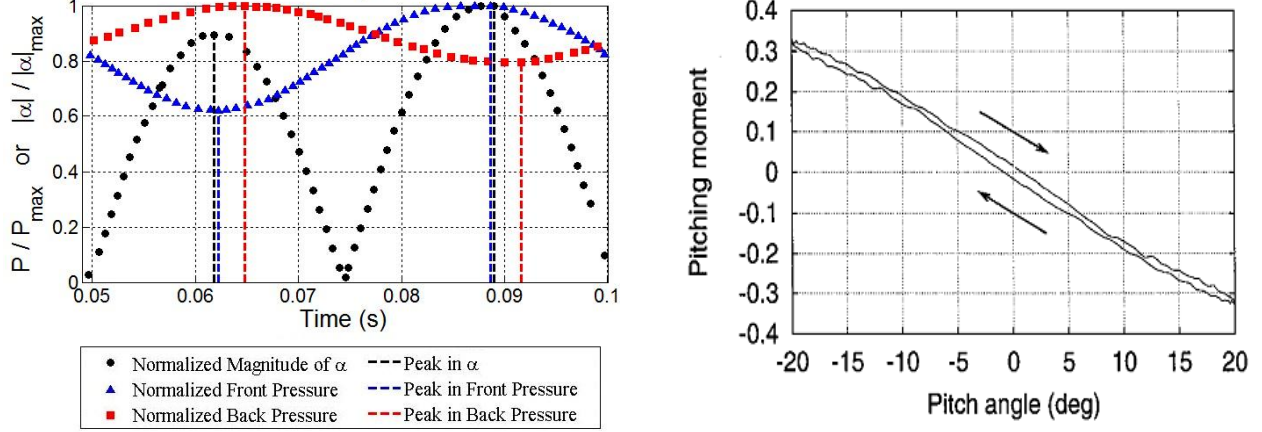 P / P_max or |α| / |α|_max
1
0.8
0.6
0.4
0.2
0
0.05 0.06 0.07 0.08 0.09 0.1
Time (s)
Normalized Magnitude of α
Normalized Front Pressure
Normalized Back Pressure
Peak in α
Peak in Front Pressure
Peak in Back Pressure
Pitching moment
0.4
0.3
0.2
0.1
0
-0.1
-0.2
-0.3
-0.4
-20 -15 -10 -5 0 5 10 15 20
Pitch angle (deg)